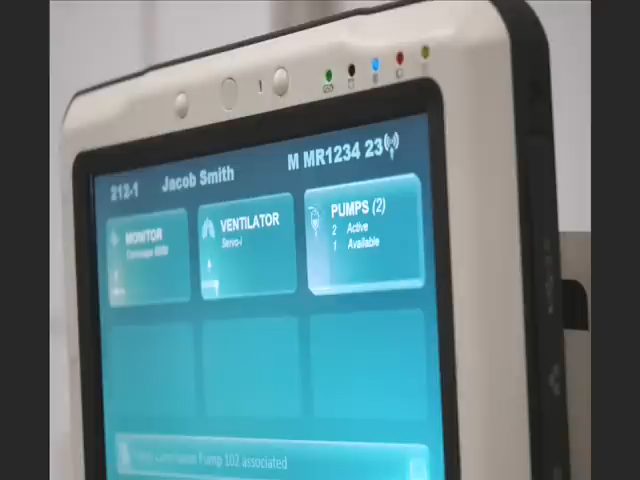 212-1 Jacob Smith M MR1234 23
MONITOR
VENTILATOR
Servo-i
PUMPS (2)
2 Active
1 Available
Pump 102 associated